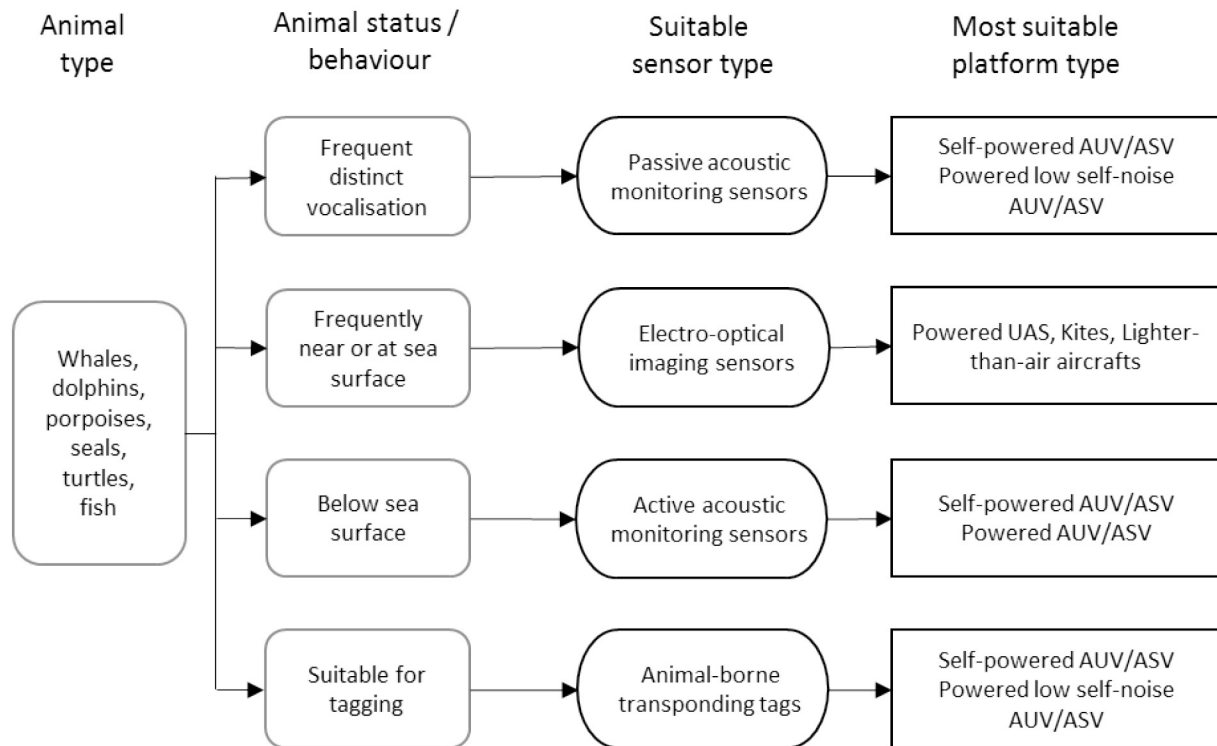 Animal
type
Animal status /
behaviour
Suitable
sensor type
Most suitable
platform type
Whales,
dolphins,
porpoises,
seals,
turtles,
fish
Frequent
distinct
vocalisation
Passive acoustic
monitoring sensors
Self-powered AUV/ASV
Powered low self-noise
AUV/ASV
Frequently
near or at sea
surface
Electro-optical
imaging sensors
Powered UAS, Kites, Lighter-
than-air aircrafts
Below sea
surface
Active acoustic
monitoring sensors
Self-powered AUV/ASV
Powered AUV/ASV
Suitable for
tagging
Animal-borne
transponding tags
Self-powered AUV/ASV
Powered low self-noise
AUV/ASV